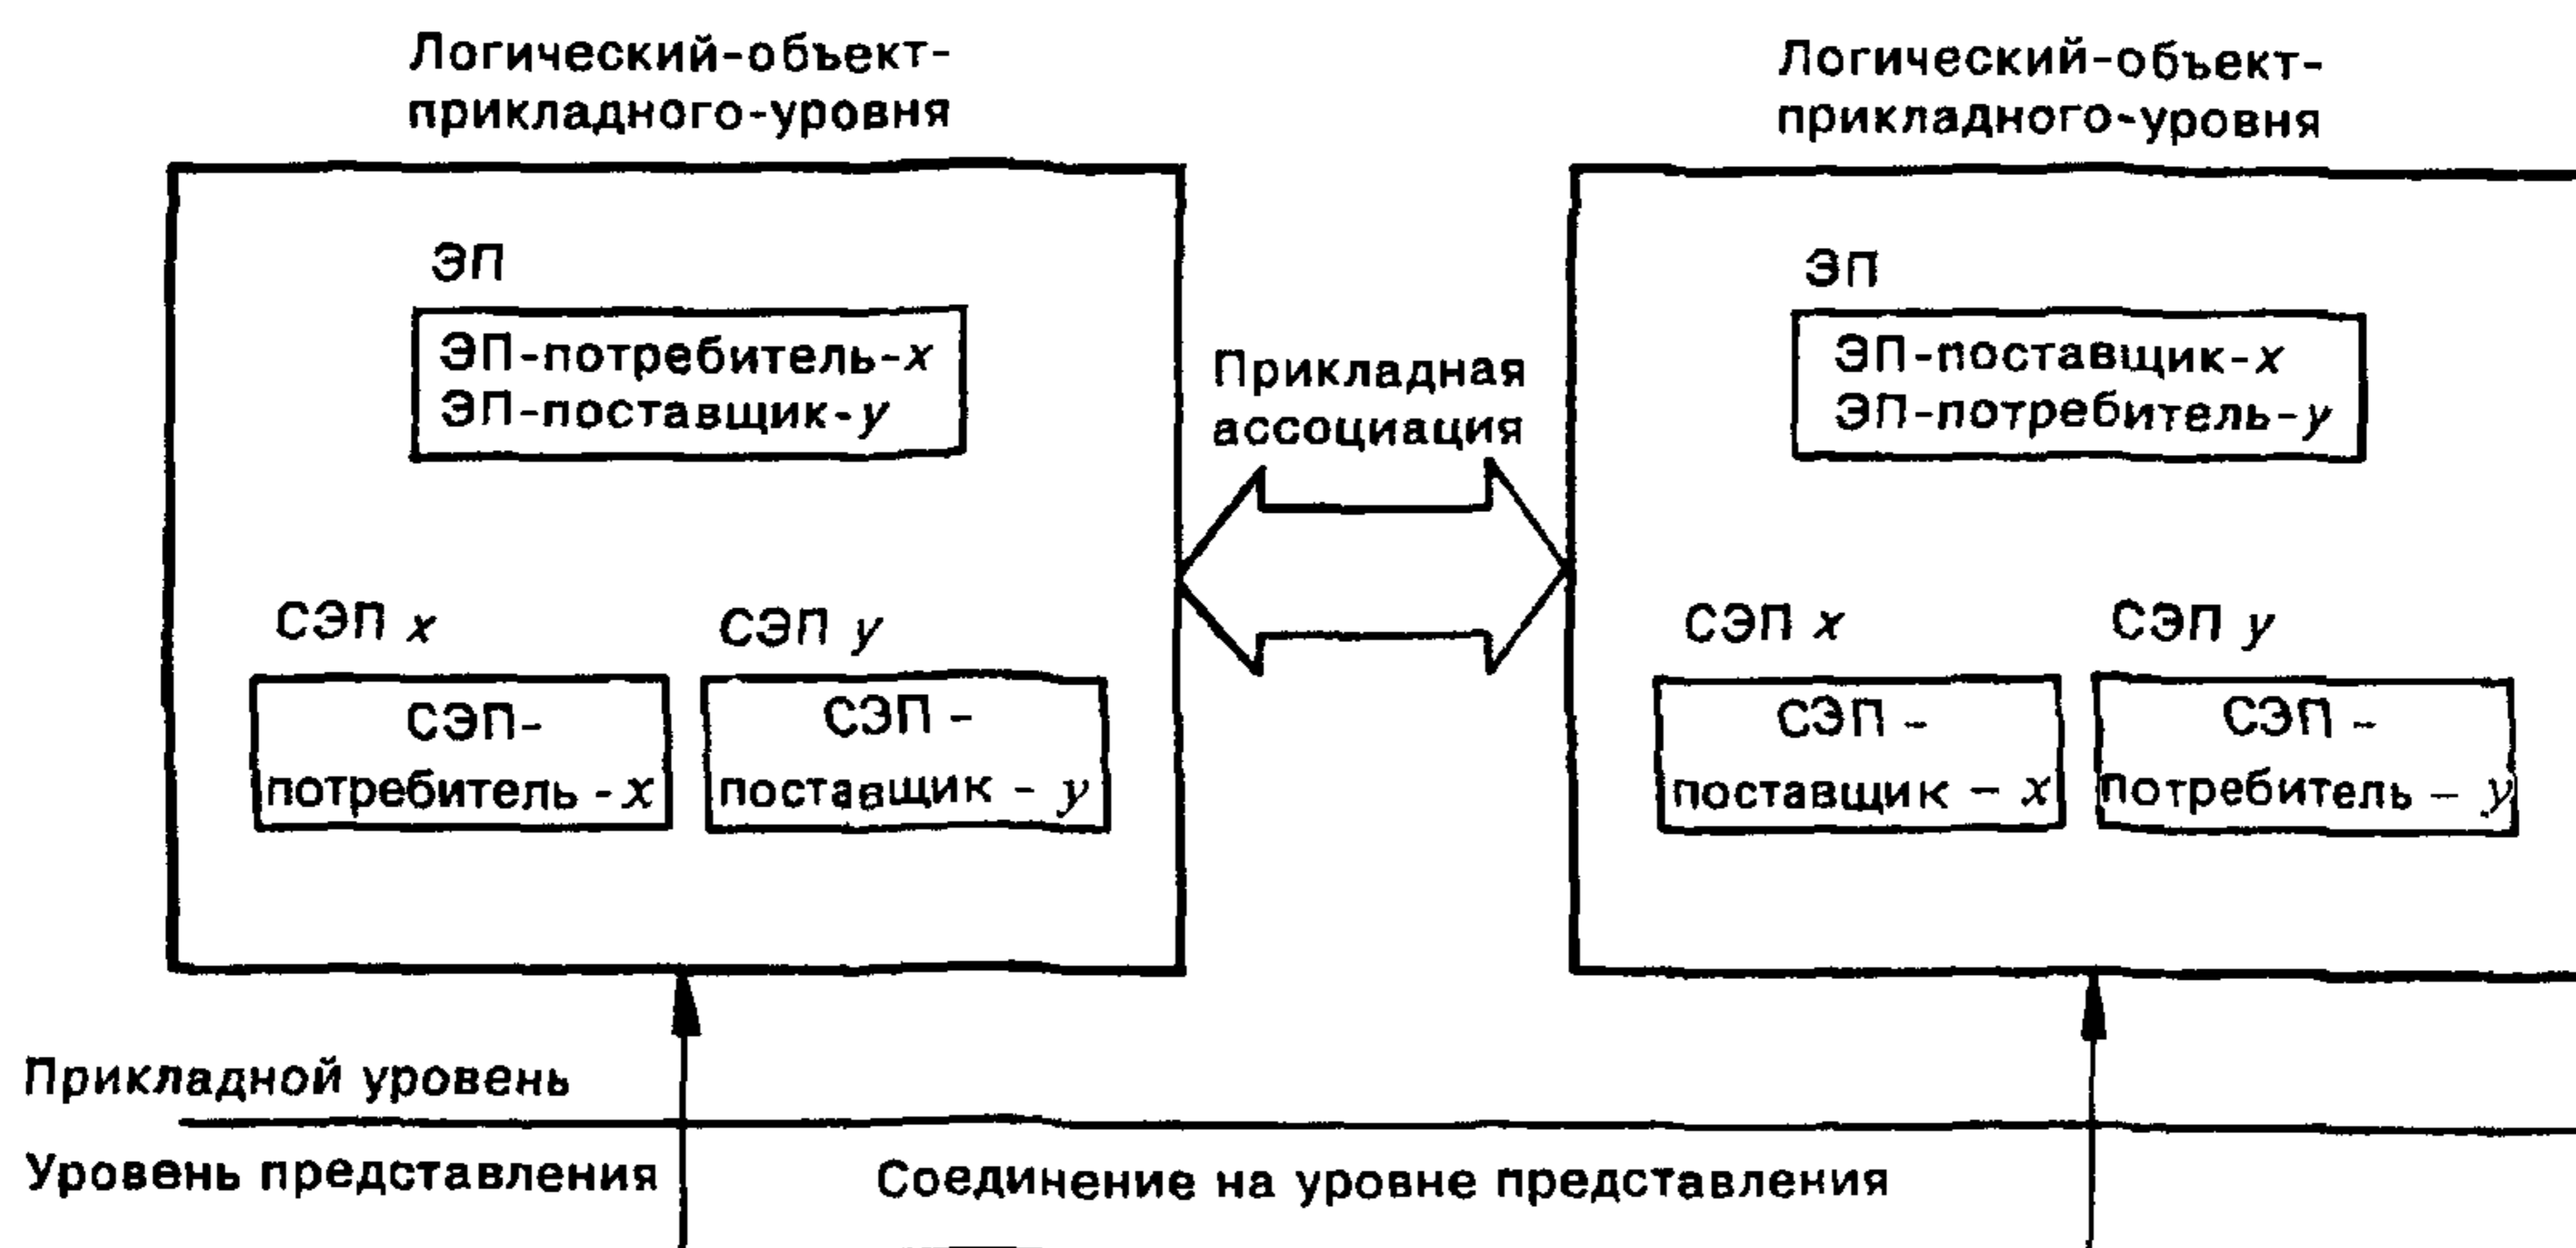 Логический-объект-
прикладного-уровня
ЭП
ЭП-потребитель-x
ЭП-поставщик-y
СЭП x
СЭП y
СЭП-
потребитель - x
СЭП -
поставщик - y
Прикладная
ассоциация
Логический-объект-
прикладного-уровня
ЭП
ЭП-поставщик-x
ЭП-потребитель-y
СЭП x
СЭП y
СЭП -
поставщик - x
СЭП -
потребитель - y
Прикладной уровень
Уровень представления
Соединение на уровне представления